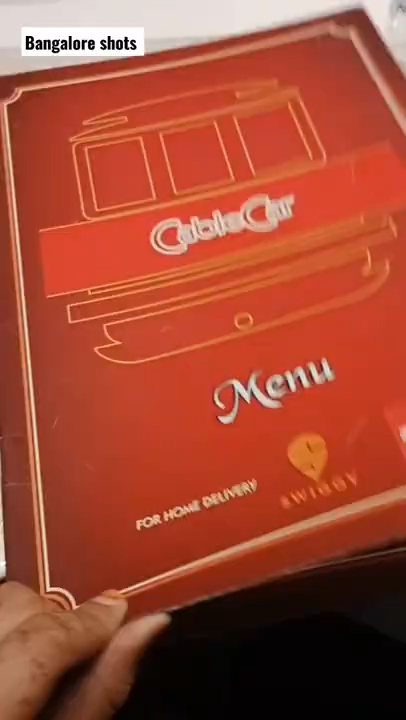 Bangalore shots
CableCar
Menu
FOR HOME DELIVERY
SWIGGY